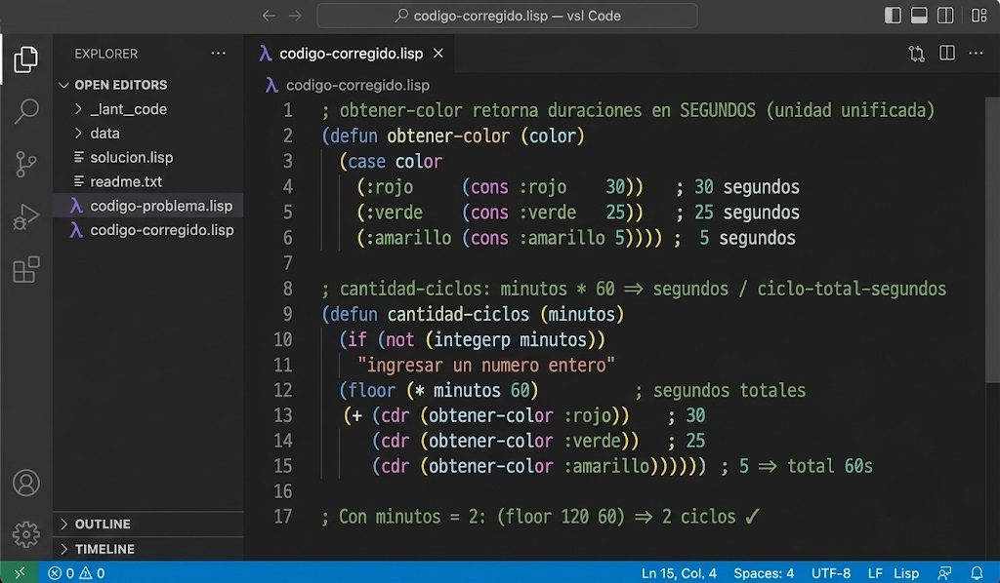 codigo-corregido.lisp — vsl Code
EXPLORER
OPEN EDITORS
_lant_code
data
solucion.lisp
readme.txt
codigo-problema.lisp
codigo-corregido.lisp
OUTLINE
TIMELINE
codigo-corregido.lisp
codigo-corregido.lisp
1 ; obtener-color retorna duraciones en SEGUNDOS (unidad unificada)
2 (defun obtener-color (color)
3 (case color
4 (:rojo (cons :rojo 30)) ; 30 segundos
5 (:verde (cons :verde 25)) ; 25 segundos
6 (:amarillo (cons :amarillo 5)))) ; 5 segundos
7
8 ; cantidad-ciclos: minutos * 60 => segundos / ciclo-total-segundos
9 (defun cantidad-ciclos (minutos)
10 (if (not (integerp minutos))
11 "ingresar un numero entero"
12 (floor (* minutos 60) ; segundos totales
13 (+ (cdr (obtener-color :rojo)) ; 30
14 (cdr (obtener-color :verde)) ; 25
15 (cdr (obtener-color :amarillo)))))) ; 5 => total 60s
16
17 ; Con minutos = 2: (floor 120 60) => 2 ciclos ✓
0 0
Ln 15, Col, 4 Spaces: 4 UTF-8 LF Lisp